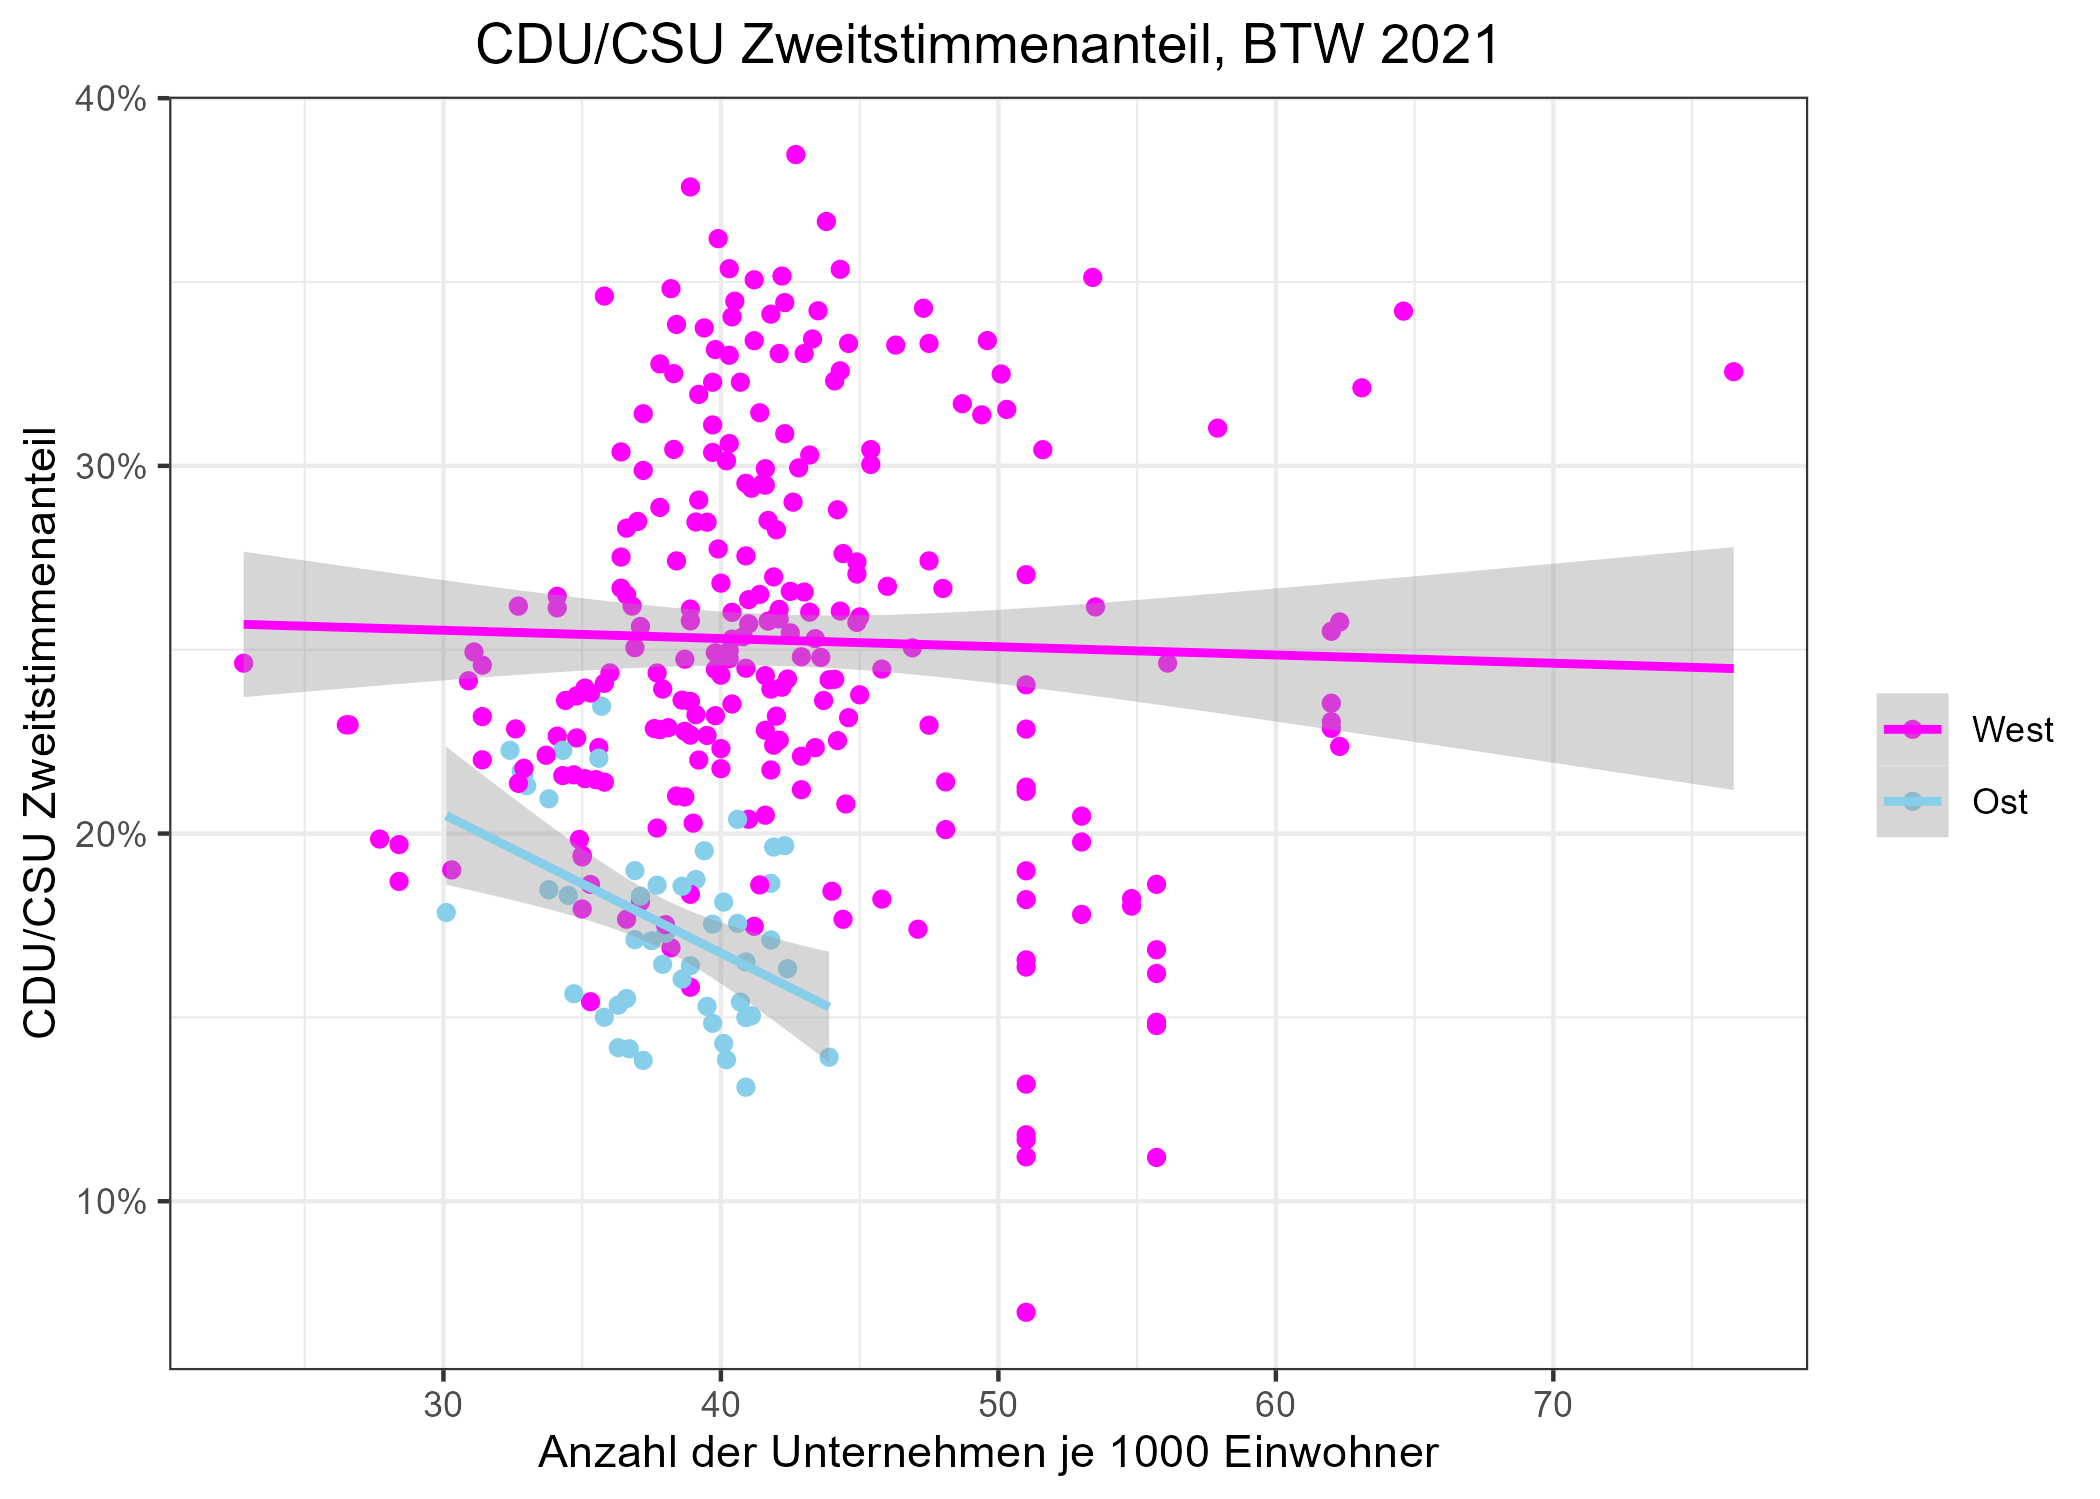 CDU/CSU Zweitstimmenanteil, BTW 2021
CDU/CSU Zweitstimmenanteil
40%
30%
20%
10%
30 40 50 60 70
Anzahl der Unternehmen je 1000 Einwohner
West
Ost